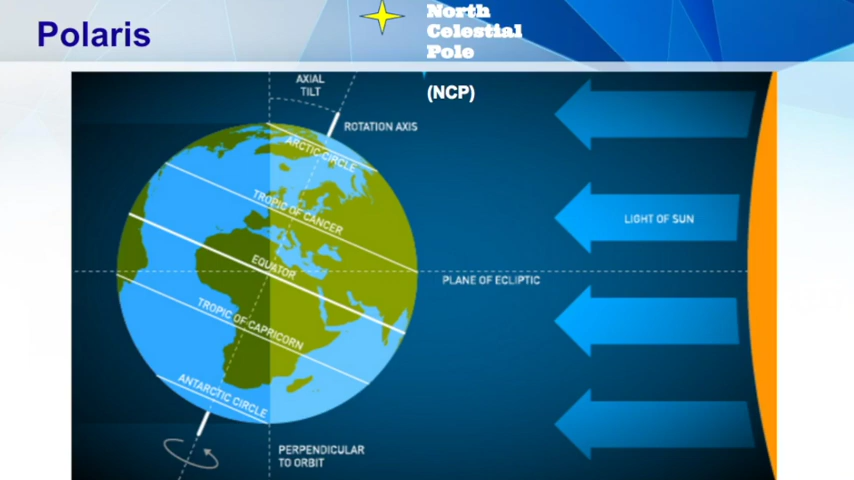 Polaris
North
Celestial
Pole
(NCP)
AXIAL
TILT
ROTATION AXIS
ARCTIC CIRCLE
TROPIC OF CANCER
LIGHT OF SUN
EQUATOR
PLANE OF ECLIPTIC
TROPIC OF CAPRICORN
ANTARCTIC CIRCLE
PERPENDICULAR
TO ORBIT